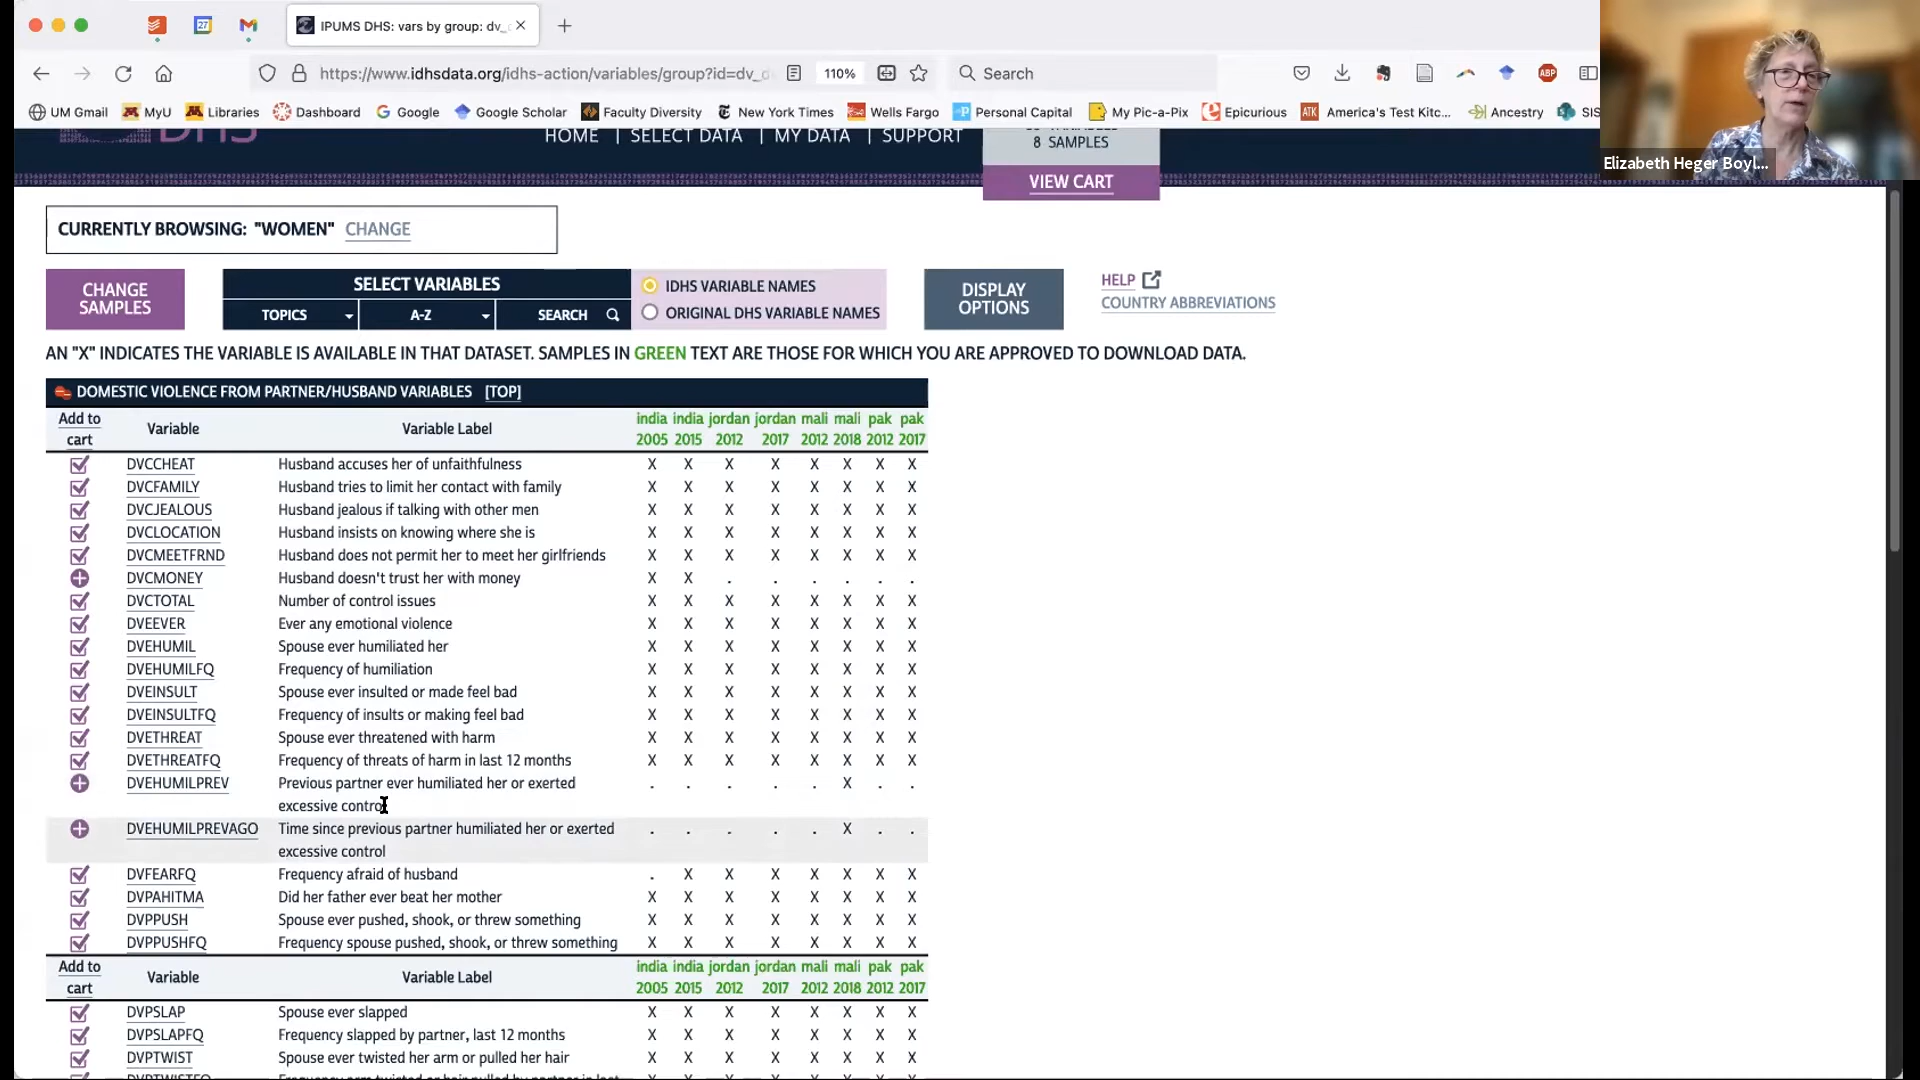 27
IPUMS DHS: vars by group: dv_
https://www.idhsdata.org/idhs-action/variables/group?id=dv_d
110%
Search
ABP
UM Gmail
MyU
Libraries
Dashboard
Google
Google Scholar
Faculty Diversity
New York Times
Wells Fargo
Personal Capital
My Pic-a-Pix
Epicurious
ATK
America's Test Kitc...
Ancestry
SIS
Elizabeth Heger Boyl...
DHS
HOME | SELECT DATA | MY DATA | SUPPORT
8 SAMPLES
VIEW CART
CURRENTLY BROWSING: "WOMEN" CHANGE
CHANGE SAMPLES
SELECT VARIABLES
TOPICS
A-Z
SEARCH
IDHS VARIABLE NAMES
ORIGINAL DHS VARIABLE NAMES
DISPLAY OPTIONS
HELP
COUNTRY ABBREVIATIONS
AN "X" INDICATES THE VARIABLE IS AVAILABLE IN THAT DATASET. SAMPLES IN GREEN TEXT ARE THOSE FOR WHICH YOU ARE APPROVED TO DOWNLOAD DATA.
DOMESTIC VIOLENCE FROM PARTNER/HUSBAND VARIABLES [TOP]
Add to cart Variable Variable Label india 2005 india 2015 jordan 2012 jordan 2017 mali 2012 mali 2018 pak 2012 pak 2017
DVCCHEAT Husband accuses her of unfaithfulness X X X X X X X X
DVCFAMILY Husband tries to limit her contact with family X X X X X X X X
DVCJEALOUS Husband jealous if talking with other men X X X X X X X X
DVCLOCATION Husband insists on knowing where she is X X X X X X X X
DVCMEETFRND Husband does not permit her to meet her girlfriends X X X X X X X X
DVCMONEY Husband doesn't trust her with money X X . . . . . .
DVCTOTAL Number of control issues X X X X X X X X
DVEEVER Ever any emotional violence X X X X X X X X
DVEHUMIL Spouse ever humiliated her X X X X X X X X
DVEHUMILFQ Frequency of humiliation X X X X X X X X
DVEINSULT Spouse ever insulted or made feel bad X X X X X X X X
DVEINSULTFQ Frequency of insults or making feel bad X X X X X X X X
DVETHREAT Spouse ever threatened with harm X X X X X X X X
DVETHREATFQ Frequency of threats of harm in last 12 months X X X X X X X X
DVEHUMILPREV Previous partner ever humiliated her or exerted . . . . . X . .
excessive control
DVEHUMILPREVAGO Time since previous partner humiliated her or exerted . . . . . X . .
excessive control
DVFEARFQ Frequency afraid of husband . X X X X X X X
DVPAHITMA Did her father ever beat her mother X X X X X X X X
DVPPUSH Spouse ever pushed, shook, or threw something X X X X X X X X
DVPPUSHFQ Frequency spouse pushed, shook, or threw something X X X X X X X X
Add to cart Variable Variable Label india 2005 india 2015 jordan 2012 jordan 2017 mali 2012 mali 2018 pak 2012 pak 2017
DVPSLAP Spouse ever slapped X X X X X X X X
DVPSLAPFQ Frequency slapped by partner, last 12 months X X X X X X X X
DVPTWIST Spouse ever twisted her arm or pulled her hair X X X X X X X X